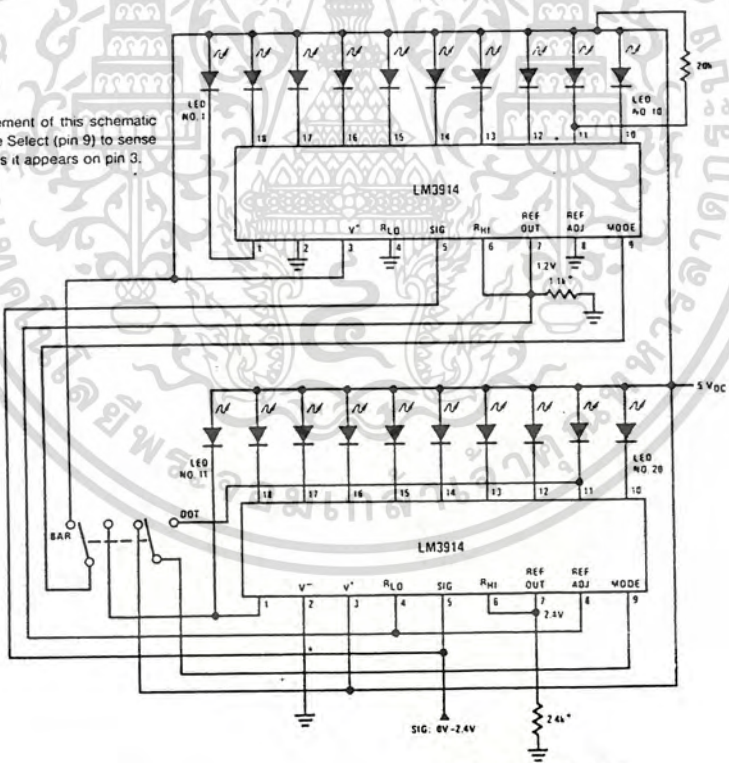 20k
LED
NO. 1
LED
NO 10
18 17 16 15 14 13 12 11 10
ement of this schematic
e Select (pin 9) to sense
s it appears on pin 3.
LM3914
V+ RLO SIG RHI REF OUT REF ADJ MODE
1 2 3 4 5 6 7 8 9
1.2V
1.1k*
5 VDC
LED
NO. 11
LED
NO. 20
18 17 16 15 14 13 12 11 10
DOT
BAR
LM3914
V− V+ RLO SIG RHI REF OUT REF ADJ MODE
1 2 3 4 5 6 7 8 9
2.4V
2.4k*
SIG: 0V-2.4V